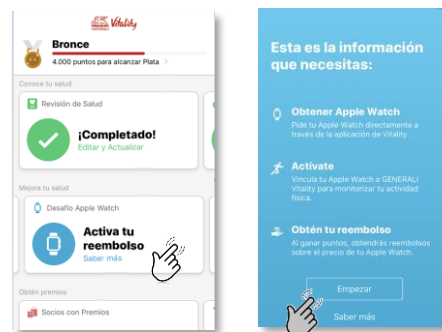 Vitality
Bronce
4.000 puntos para alcanzar Plata >
Conoce tu salud
Revisión de Salud
¡Completado!
Editar y Actualizar
Mejora tu salud
Desafío Apple Watch
Activa tu
reembolso
Saber más
Obtén premios
Socios con Premios
Esta es la información
que necesitas:
Obtener Apple Watch
Pide tu Apple Watch directamente a
través de la aplicación de Vitality.
Actívate
Vincula tu Apple Watch a GENERALI
Vitality para monitorizar tu actividad
física.
Obtén tu reembolso
Al ganar puntos, obtendrás reembolsos
sobre el precio de tu Apple Watch.
Empezar
Saber más